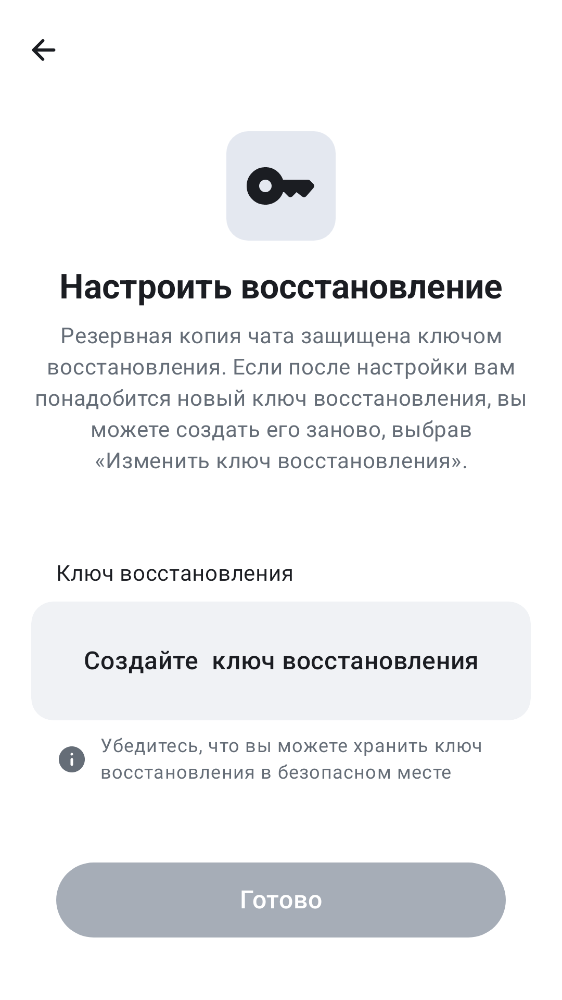 Настроить восстановление
Резервная копия чата защищена ключом
восстановления. Если после настройки вам
понадобится новый ключ восстановления, вы
можете создать его заново, выбрав
«Изменить ключ восстановления».
Ключ восстановления
Создайте  ключ восстановления
Убедитесь, что вы можете хранить ключ
восстановления в безопасном месте
Готово